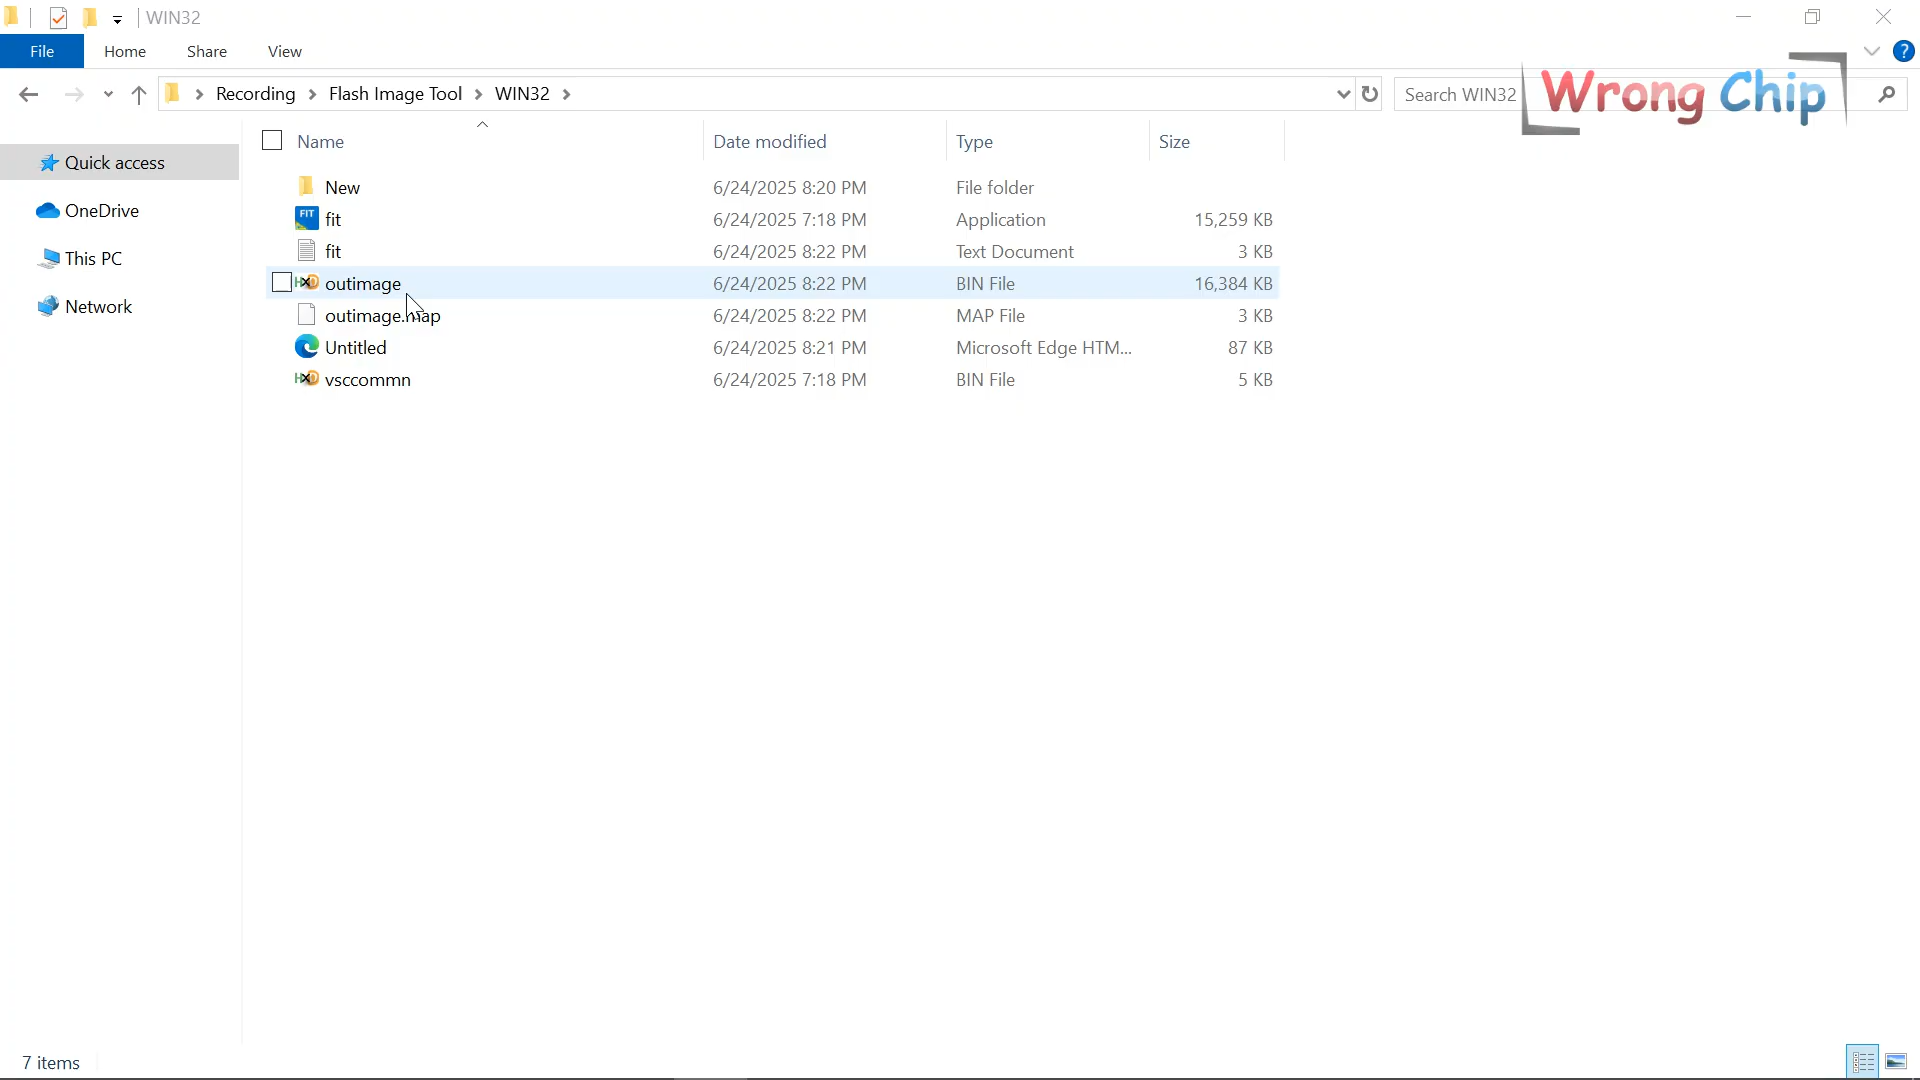 WIN32
File Home Share View
Recording Flash Image Tool WIN32 Search WIN32
Wrong Chip
Name Date modified Type Size
Quick access
OneDrive
This PC
Network
New 6/24/2025 8:20 PM File folder
FIT fit 6/24/2025 7:18 PM Application 15,259 KB
fit 6/24/2025 8:22 PM Text Document 3 KB
HXD outimage 6/24/2025 8:22 PM BIN File 16,384 KB
outimage.map 6/24/2025 8:22 PM MAP File 3 KB
Untitled 6/24/2025 8:21 PM Microsoft Edge HTM... 87 KB
HXD vsccommn 6/24/2025 7:18 PM BIN File 5 KB
7 items